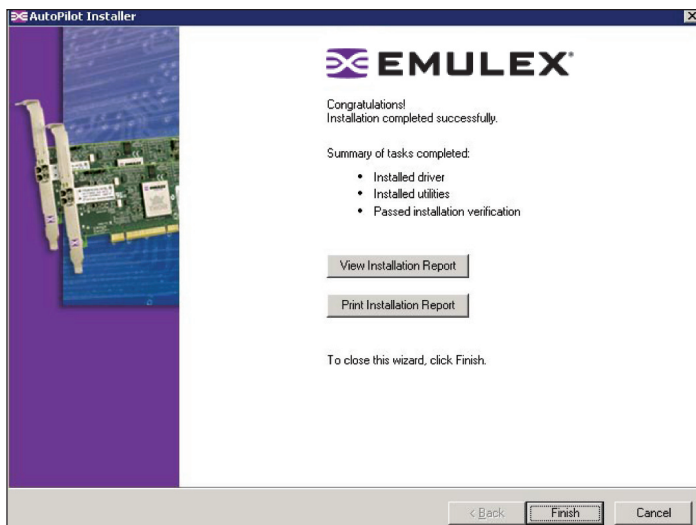 AutoPilot Installer
EMULEX
Congratulations!
Installation completed successfully.
Summary of tasks completed:
• Installed driver
• Installed utilities
• Passed installation verification
View Installation Report
Print Installation Report
To close this wizard, click Finish.
< Back
Finish
Cancel